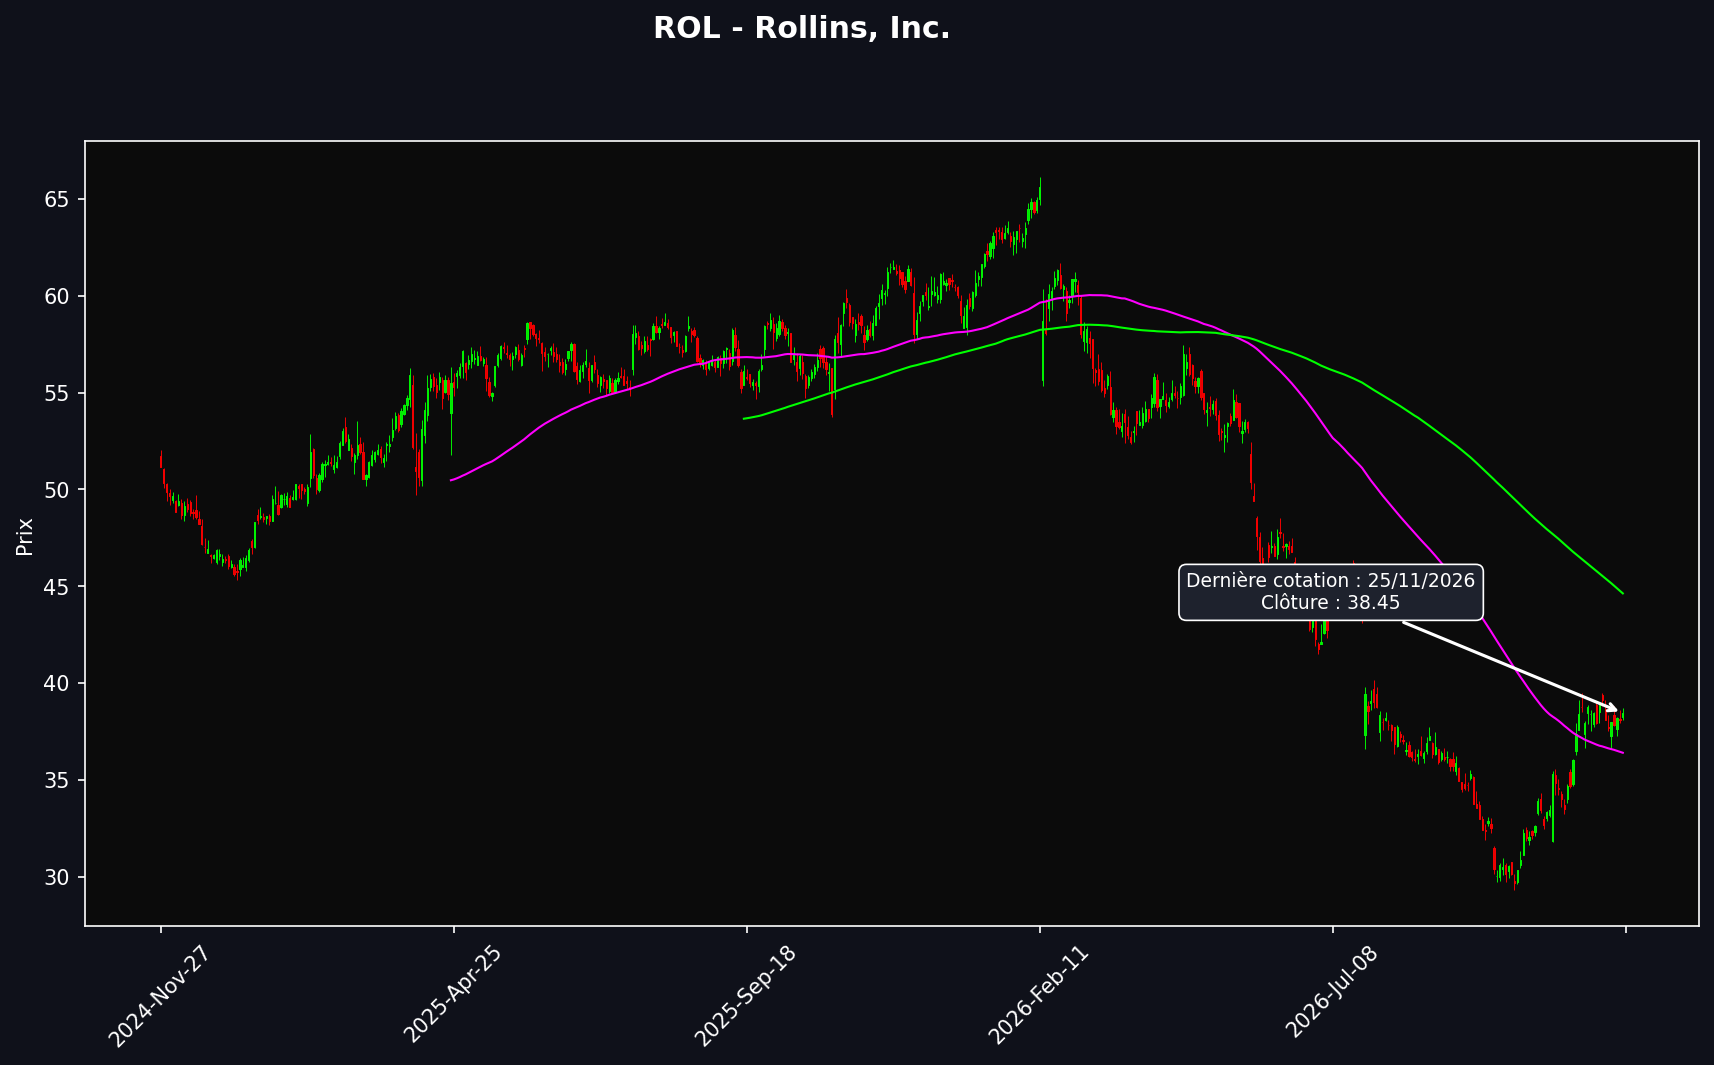 ROL - Rollins, Inc.
Prix
65
60
55
50
45
40
35
30
Dernière cotation : 25/11/2026
Clôture : 38.45
2024-Nov-27
2025-Apr-25
2025-Sep-18
2026-Feb-11
2026-Jul-08